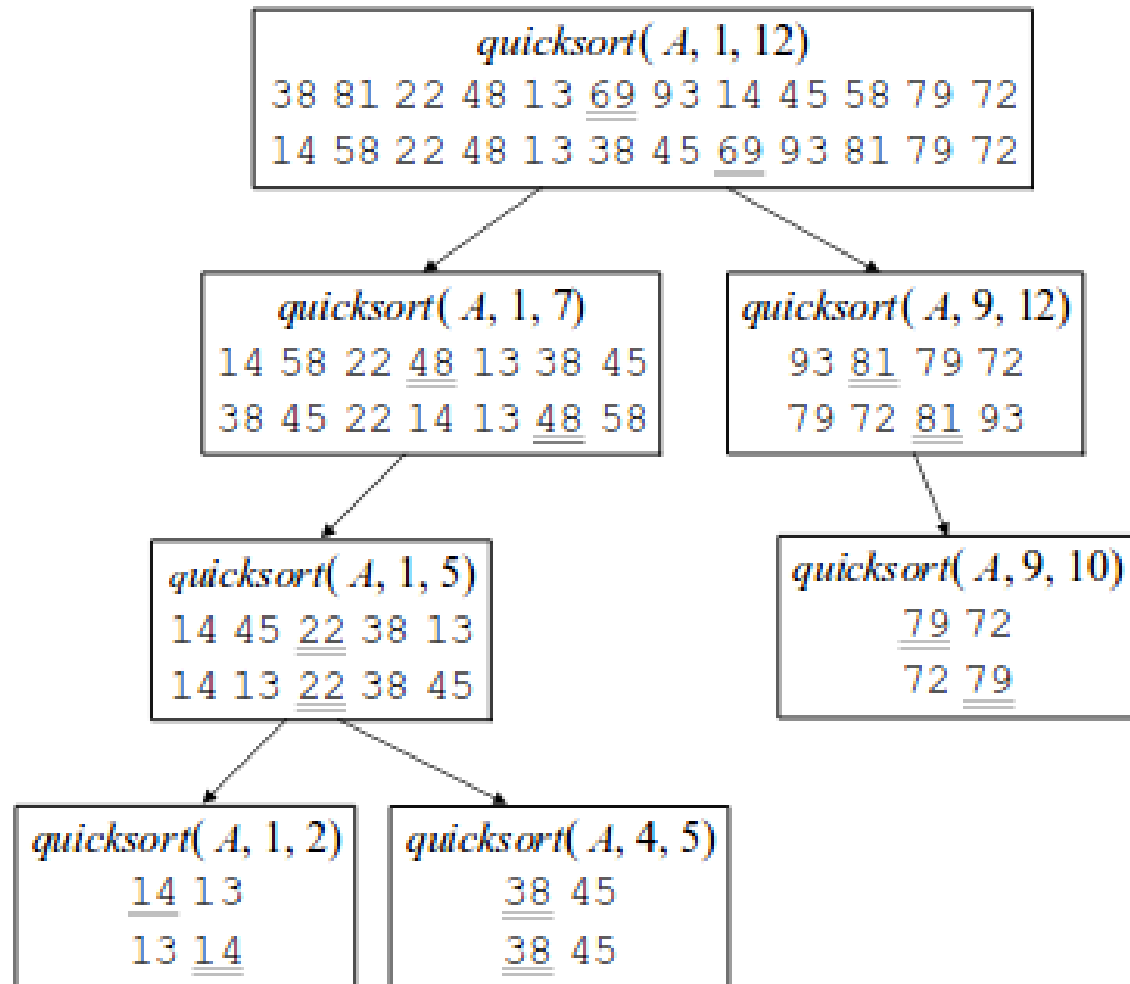 quicksort( A, 1, 12)
38 81 22 48 13 69 93 14 45 58 79 72
14 58 22 48 13 38 45 69 93 81 79 72
quicksort( A, 1, 7)
14 58 22 48 13 38 45
38 45 22 14 13 48 58
quicksort( A, 9, 12)
93 81 79 72
79 72 81 93
quicksort( A, 1, 5)
14 45 22 38 13
14 13 22 38 45
quicksort( A, 9, 10)
79 72
72 79
quicksort( A, 1, 2)
14 13
13 14
quicksort( A, 4, 5)
38 45
38 45